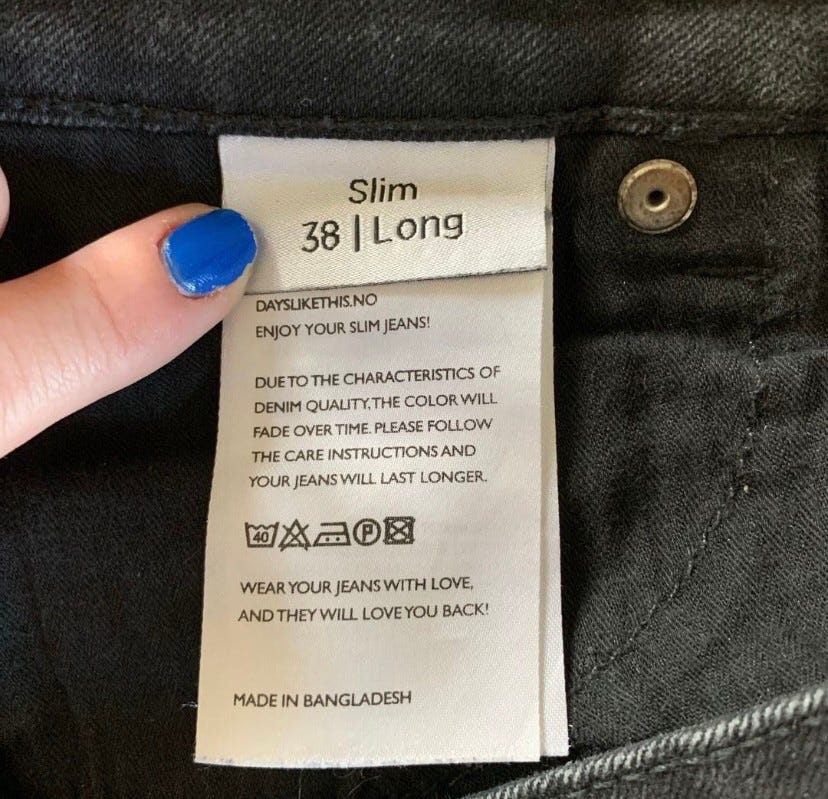 Slim
38 | Long
DAYSLIKETHIS.NO
ENJOY YOUR SLIM JEANS!
DUE TO THE CHARACTERISTICS OF
DENIM QUALITY, THE COLOR WILL
FADE OVER TIME. PLEASE FOLLOW
THE CARE INSTRUCTIONS AND
YOUR JEANS WILL LAST LONGER.
40 P
WEAR YOUR JEANS WITH LOVE,
AND THEY WILL LOVE YOU BACK!
MADE IN BANGLADESH